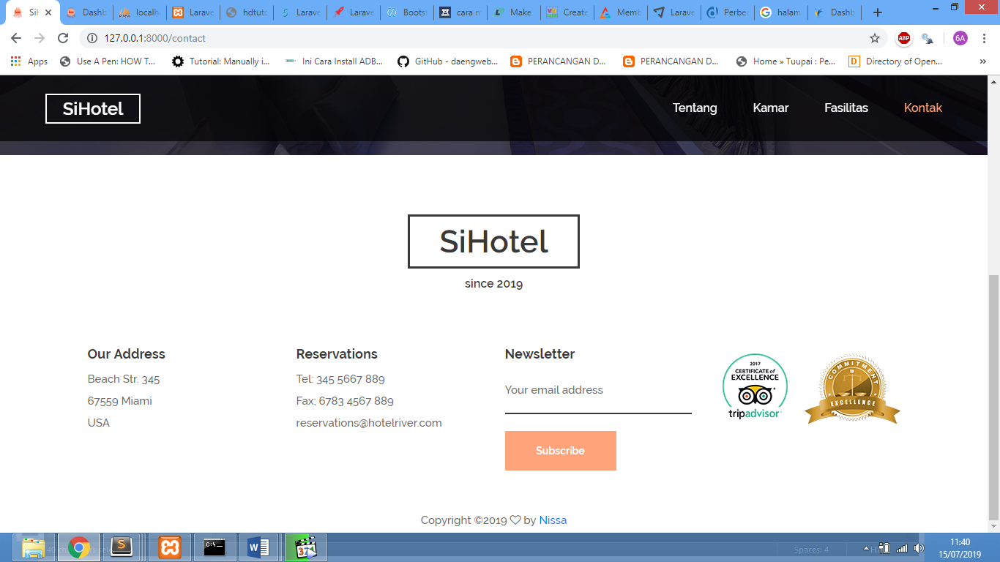 SiH
Dashb
localh
Larave
hdtuto
Larave
Larave
Boots
cara m
Make
Create
Memb
Larave
Perbe
halam
Dashb
127.0.0.1:8000/contact
ABP
6A
Apps
Use A Pen: HOW T...
Tutorial: Manually i...
Ini Cara Install ADB...
GitHub - daengweb...
PERANCANGAN D...
PERANCANGAN D...
Home » Tuupai : Pe...
Directory of Open...
»
SiHotel
Tentang
Kamar
Fasilitas
Kontak
SiHotel
since 2019
Our Address
Beach Str. 345
67559 Miami
USA
Reservations
Tel: 345 5667 889
Fax; 6783 4567 889
reservations@hotelriver.com
Newsletter
Your email address
Subscribe
2017
CERTIFICATE of
EXCELLENCE
tripadvisor
COMMITMENT
EXCELLENCE
Copyright ©2019 ♡ by Nissa
Spaces: 4
11:40
15/07/2019